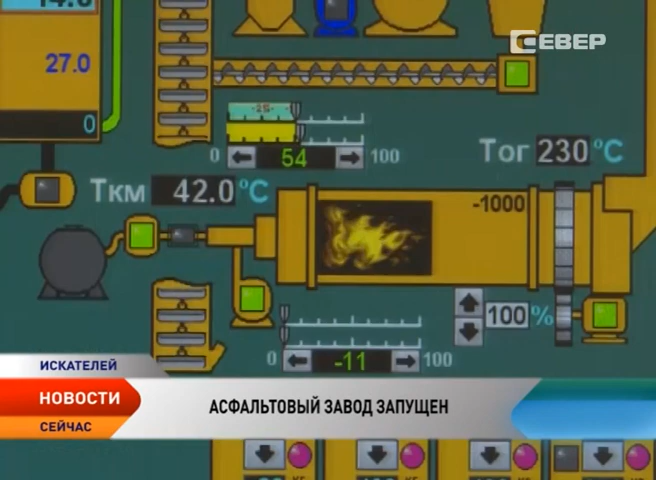 СЕВЕР
27.0
0
-25-
0 54 100
Тог 230°C
Ткм 42.0°C
-1000
100 %
0 -11 100
ИСКАТЕЛЕЙ
НОВОСТИ
СЕЙЧАС
АСФАЛЬТОВЫЙ ЗАВОД ЗАПУЩЕН